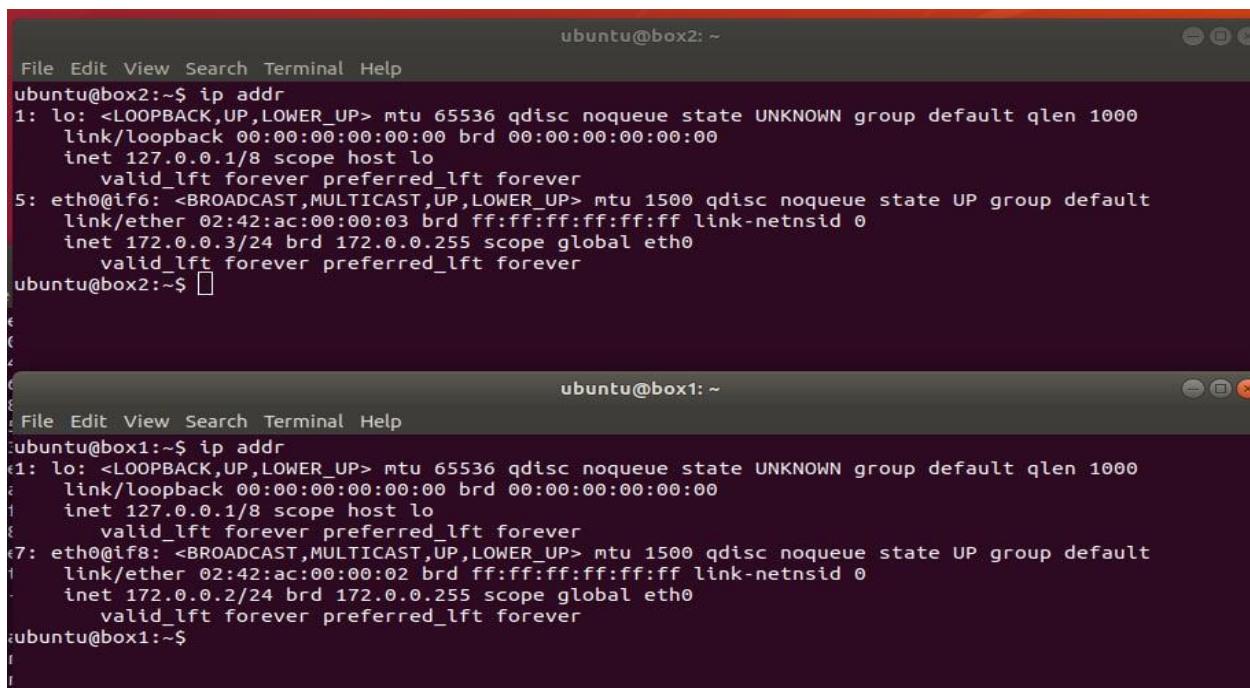 ubuntu@box2: ~
File Edit View Search Terminal Help
ubuntu@box2:~$ ip addr
1: lo: <LOOPBACK,UP,LOWER_UP> mtu 65536 qdisc noqueue state UNKNOWN group default qlen 1000
    link/loopback 00:00:00:00:00:00 brd 00:00:00:00:00:00
    inet 127.0.0.1/8 scope host lo
       valid_lft forever preferred_lft forever
5: eth0@if6: <BROADCAST,MULTICAST,UP,LOWER_UP> mtu 1500 qdisc noqueue state UP group default
    link/ether 02:42:ac:00:00:03 brd ff:ff:ff:ff:ff:ff link-netnsid 0
    inet 172.0.0.3/24 brd 172.0.0.255 scope global eth0
       valid_lft forever preferred_lft forever
ubuntu@box2:~$
ubuntu@box1: ~
File Edit View Search Terminal Help
ubuntu@box1:~$ ip addr
1: lo: <LOOPBACK,UP,LOWER_UP> mtu 65536 qdisc noqueue state UNKNOWN group default qlen 1000
    link/loopback 00:00:00:00:00:00 brd 00:00:00:00:00:00
    inet 127.0.0.1/8 scope host lo
       valid_lft forever preferred_lft forever
7: eth0@if8: <BROADCAST,MULTICAST,UP,LOWER_UP> mtu 1500 qdisc noqueue state UP group default
    link/ether 02:42:ac:00:00:02 brd ff:ff:ff:ff:ff:ff link-netnsid 0
    inet 172.0.0.2/24 brd 172.0.0.255 scope global eth0
       valid_lft forever preferred_lft forever
ubuntu@box1:~$